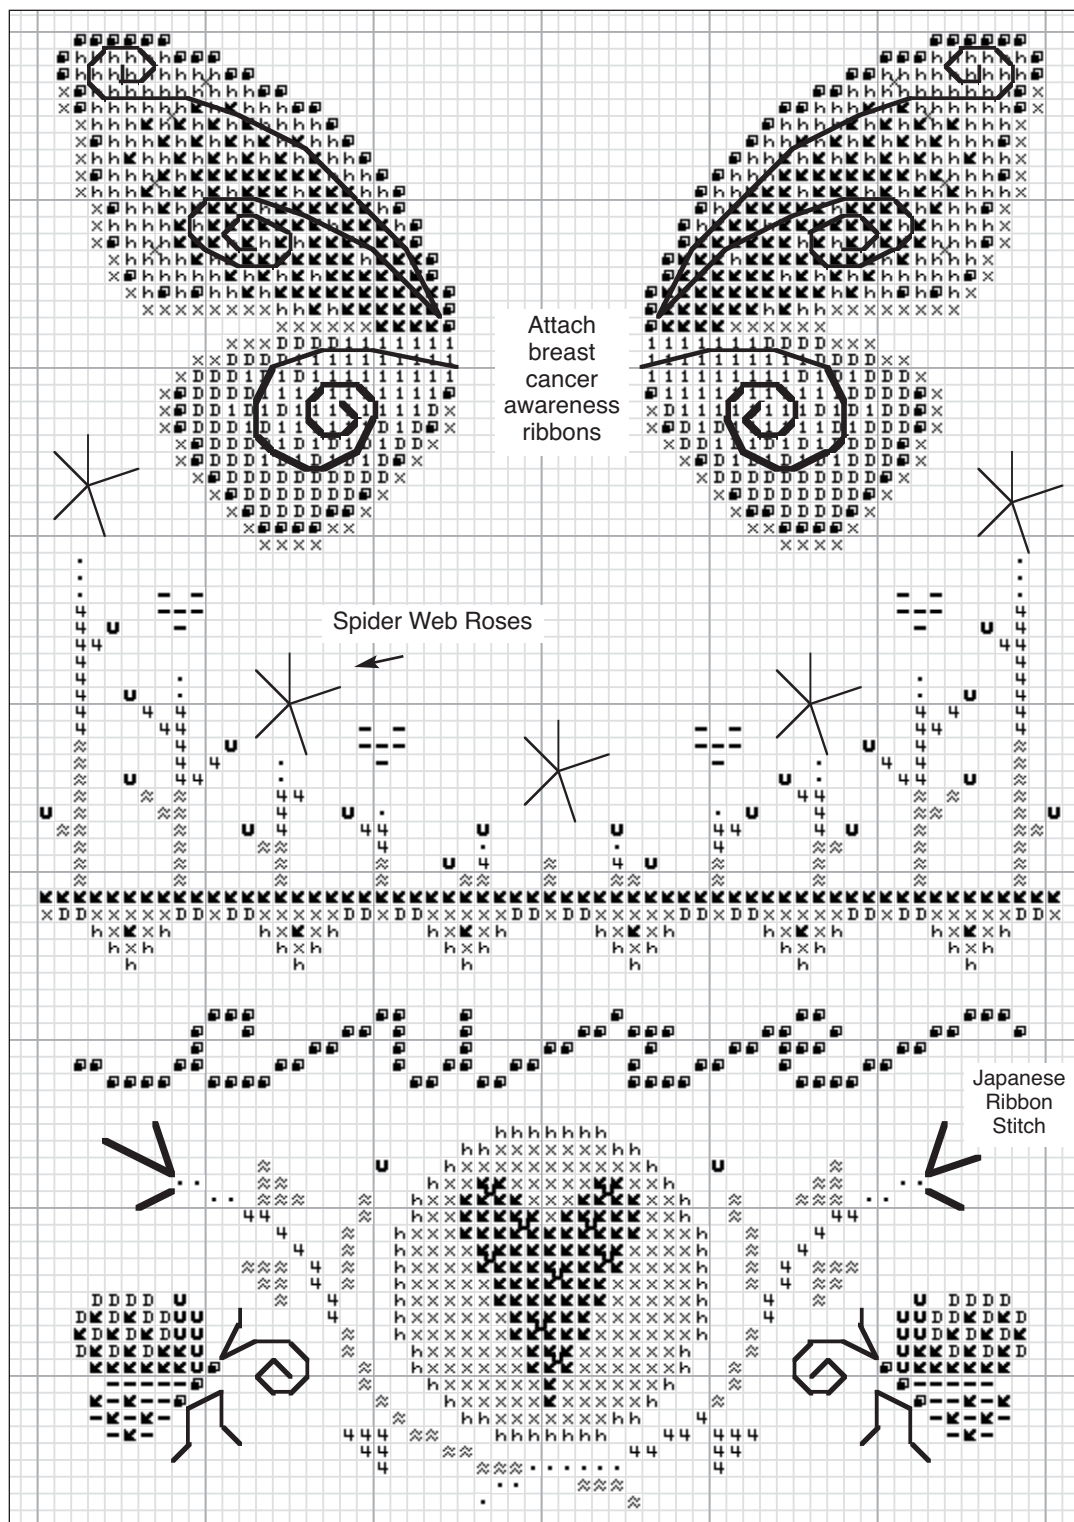 Attach
breast
cancer
awareness
ribbons
Spider Web Roses
Japanese
Ribbon
Stitch